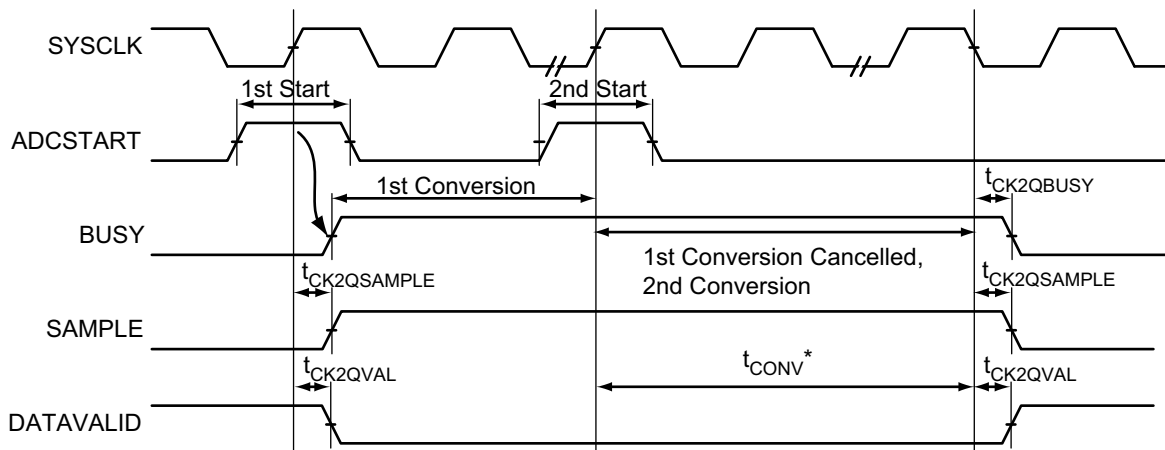 SYSCLK
1st Start
2nd Start
ADCSTART
1st Conversion
tCK2QBUSY
BUSY
tCK2QSAMPLE
1st Conversion Cancelled,
2nd Conversion
tCK2QSAMPLE
SAMPLE
tCK2QVAL
tCONV*
tCK2QVAL
DATAVALID